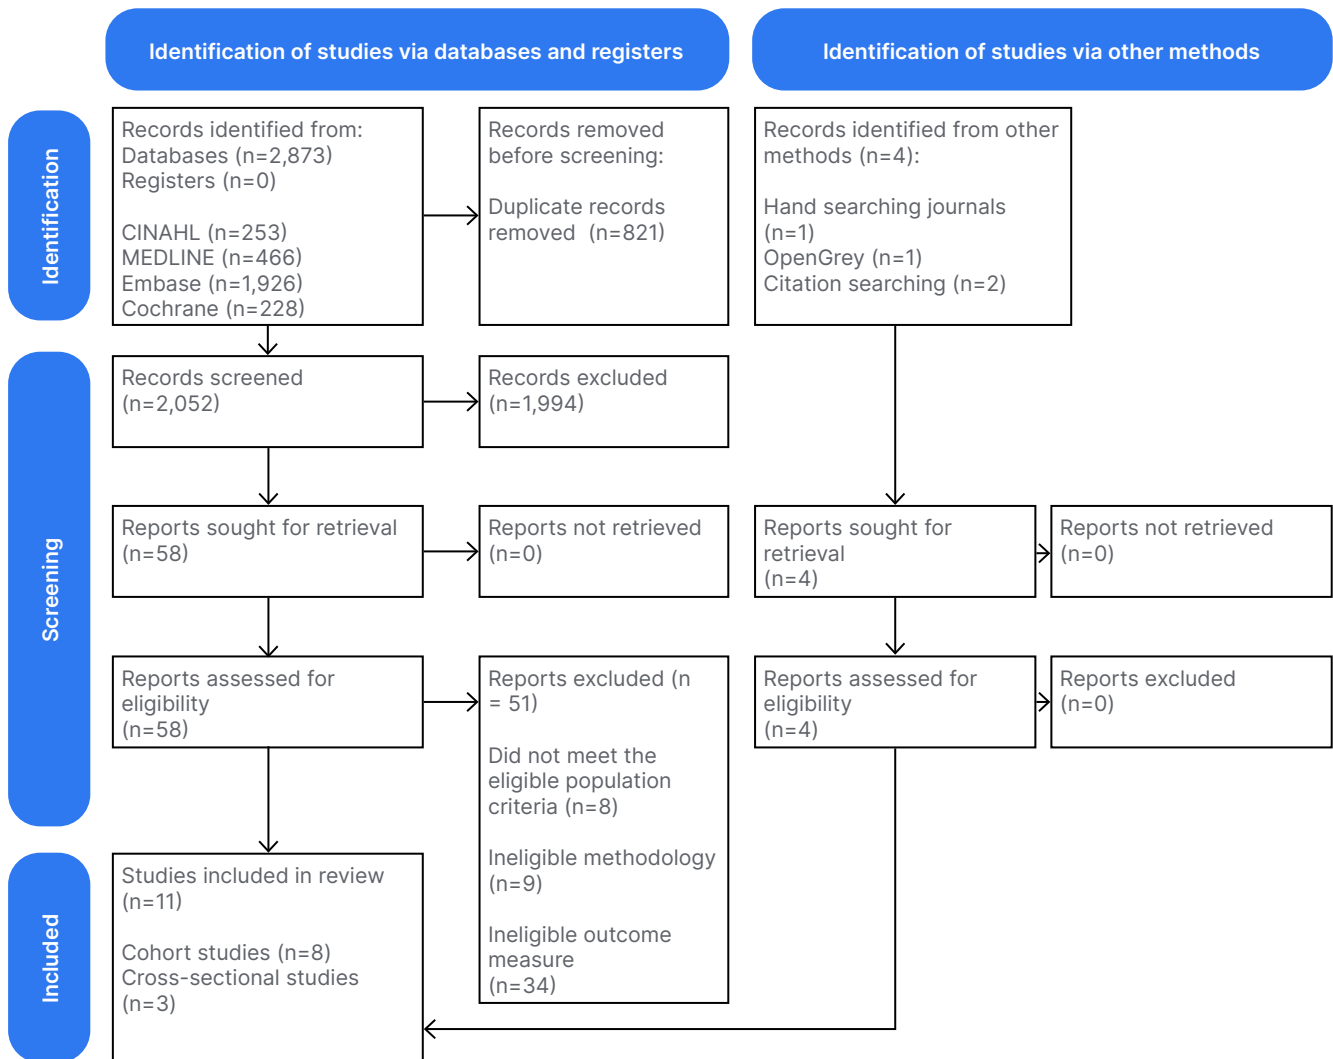 Identification of studies via databases and registers
Identification of studies via other methods
Identification
Records identified from:
Databases (n=2,873)
Registers (n=0)
CINAHL (n=253)
MEDLINE (n=466)
Embase (n=1,926)
Cochrane (n=228)
Records removed
before screening:
Duplicate records
removed  (n=821)
Records identified from other
methods (n=4):
Hand searching journals
(n=1)
OpenGrey (n=1)
Citation searching (n=2)
Screening
Records screened
(n=2,052)
Records excluded
(n=1,994)
Reports sought for retrieval
(n=58)
Reports not retrieved
(n=0)
Reports sought for
retrieval
(n=4)
Reports not retrieved
(n=0)
Reports assessed for
eligibility
(n=58)
Reports excluded (n
= 51)
Did not meet the
eligible population
criteria (n=8)
Ineligible methodology
(n=9)
Ineligible outcome
measure
(n=34)
Reports assessed for
eligibility
(n=4)
Reports excluded
(n=0)
Included
Studies included in review
(n=11)
Cohort studies (n=8)
Cross-sectional studies
(n=3)